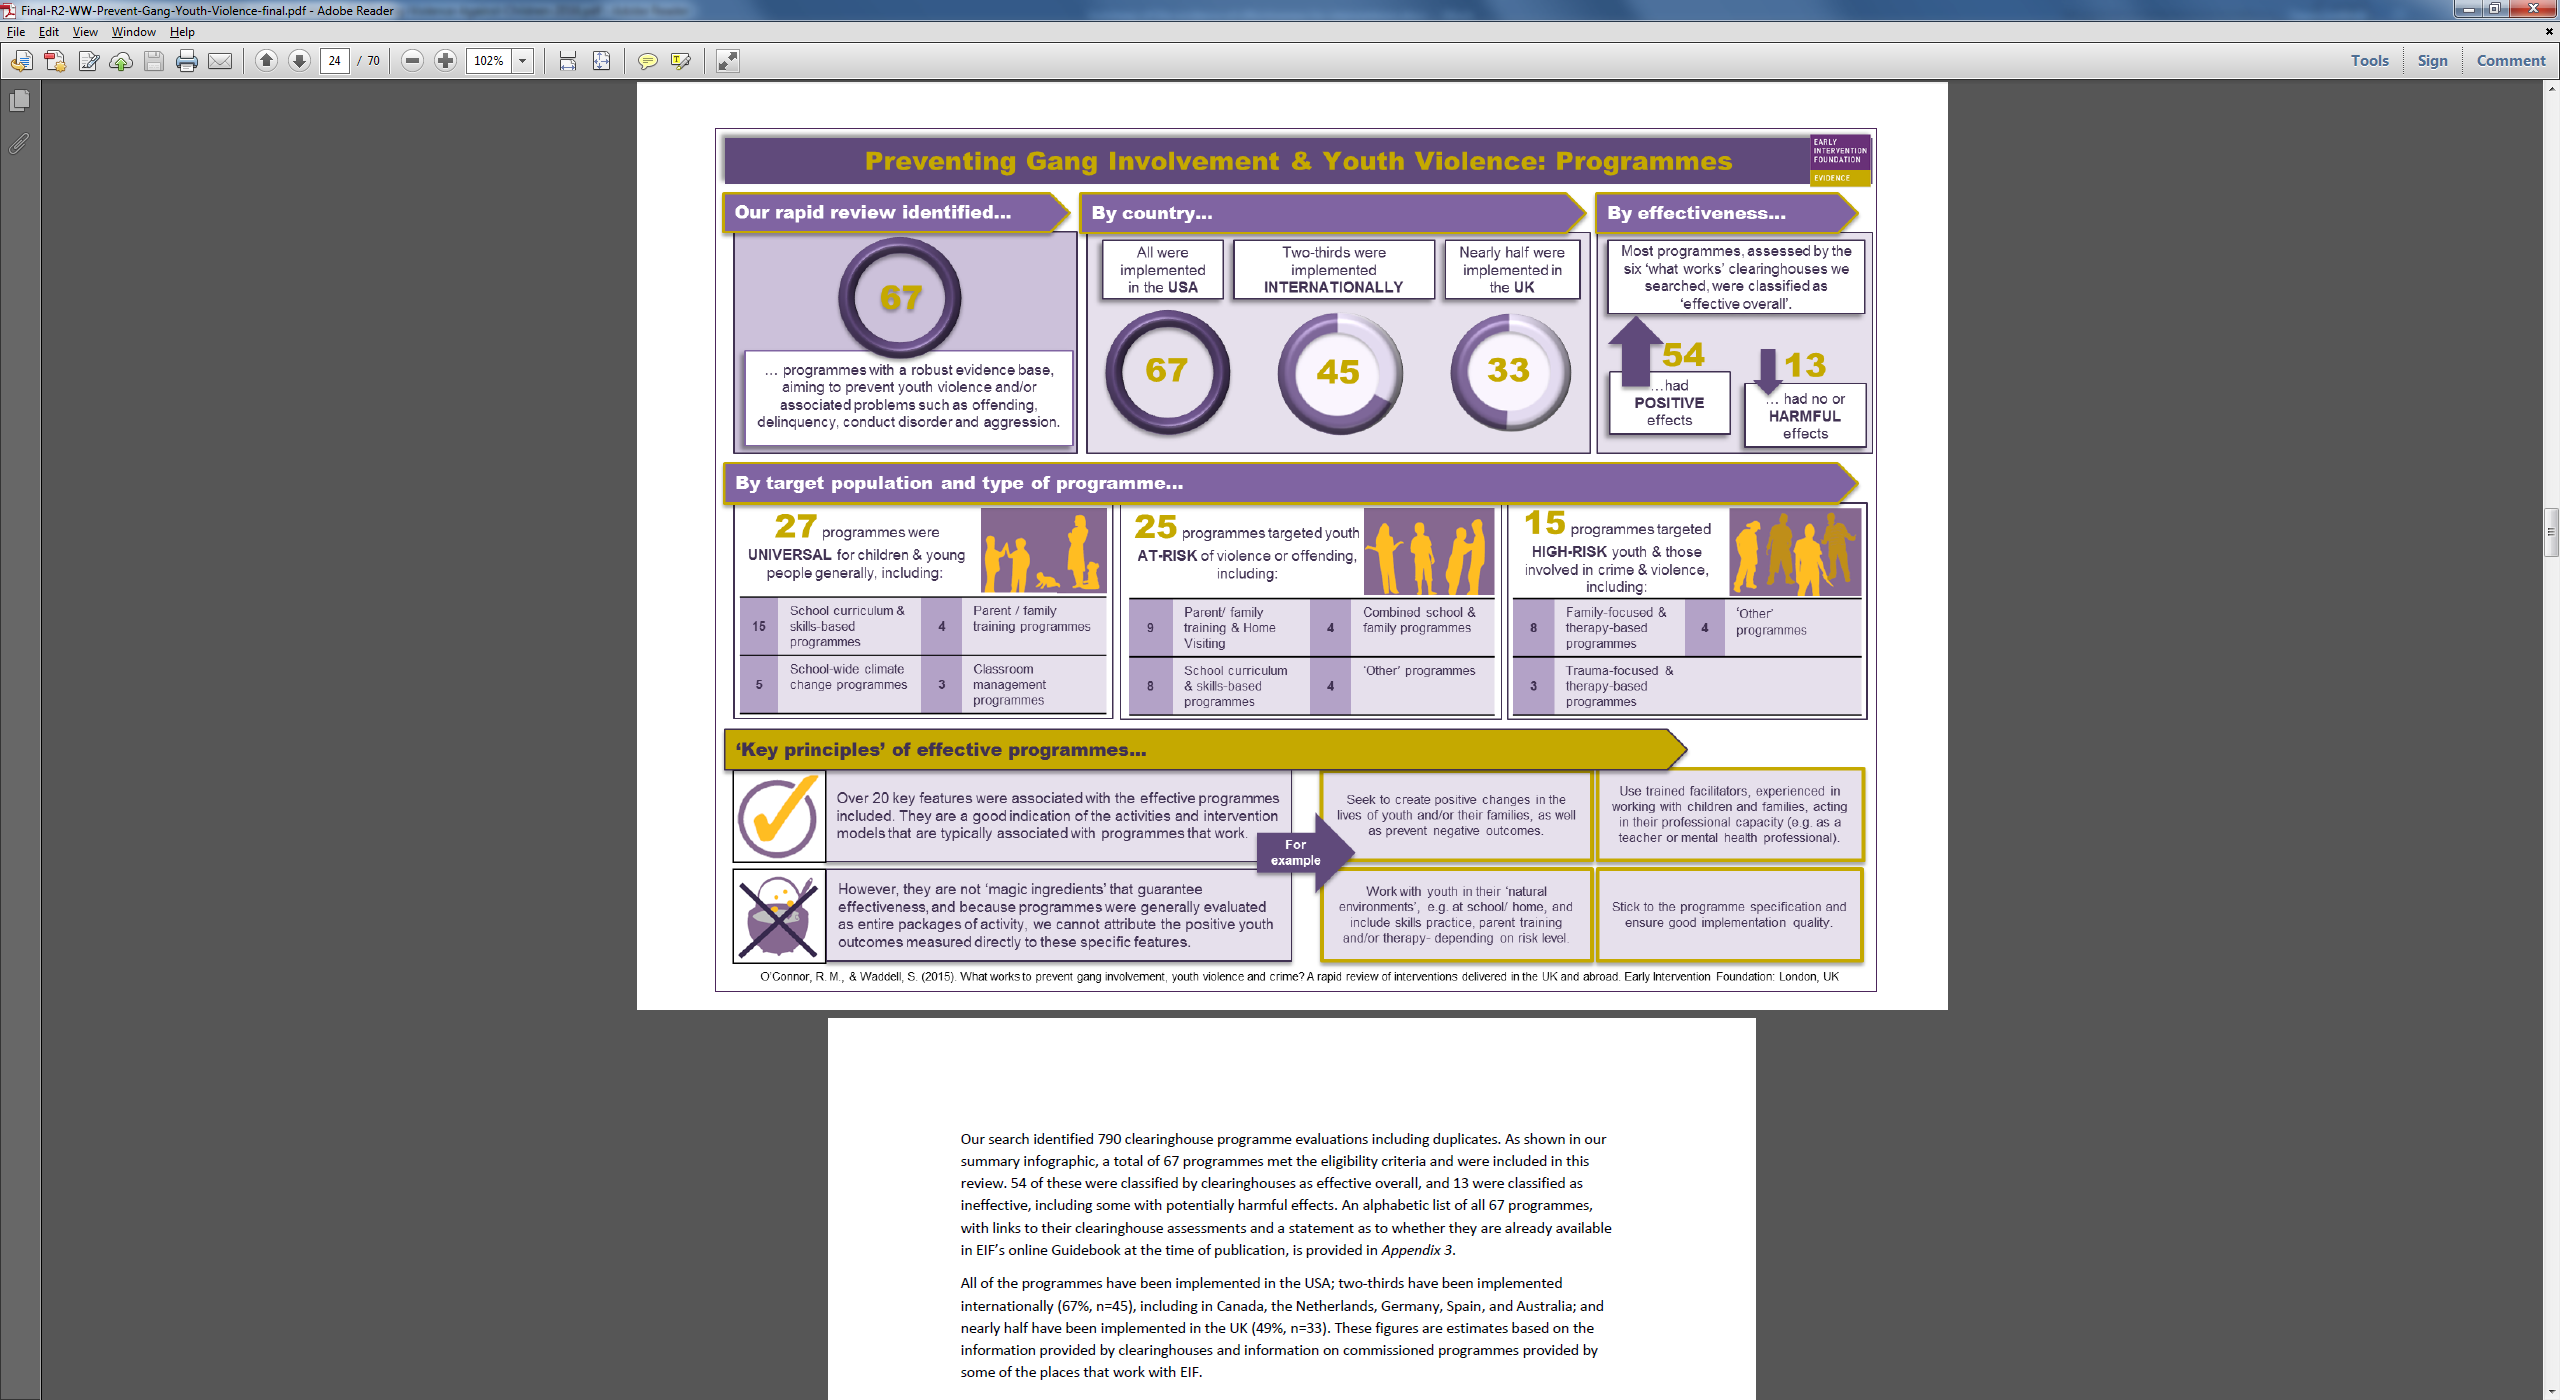 Final-R2-WW-Prevent-Gang-Youth-Violence-final.pdf - Adobe Reader
File Edit View Window Help
24 / 70 102% Tools Sign Comment
Preventing Gang Involvement & Youth Violence: Programmes
EARLY
INTERVENTION
FOUNDATION
EVIDENCE
Our rapid review identified...
67
... programmes with a robust evidence base,
aiming to prevent youth violence and/or
associated problems such as offending,
delinquency, conduct disorder and aggression.
By country...
All were
implemented
in the USA
Two-thirds were
implemented
INTERNATIONALLY
Nearly half were
implemented in
the UK
67
45
33
By effectiveness...
Most programmes, assessed by the
six ‘what works’ clearinghouses we
searched, were classified as
‘effective overall’.
54
...had
POSITIVE
effects
13
... had no or
HARMFUL
effects
By target population and type of programme...
27 programmes were
UNIVERSAL for children & young
people generally, including:
15
School curriculum &
skills-based
programmes
4
Parent / family
training programmes
5
School-wide climate
change programmes
3
Classroom
management
programmes
25 programmes targeted youth
AT-RISK of violence or offending,
including:
9
Parent/ family
training & Home
Visiting
4
Combined school &
family programmes
8
School curriculum
& skills-based
programmes
4
‘Other’ programmes
15 programmes targeted
HIGH-RISK youth & those
involved in crime & violence,
including:
8
Family-focused &
therapy-based
programmes
4
‘Other’
programmes
3
Trauma-focused &
therapy-based
programmes
‘Key principles’ of effective programmes...
Over 20 key features were associated with the effective programmes
included. They are a good indication of the activities and intervention
models that are typically associated with programmes that work.
However, they are not ‘magic ingredients’ that guarantee
effectiveness, and because programmes were generally evaluated
as entire packages of activity, we cannot attribute the positive youth
outcomes measured directly to these specific features.
For
example
Seek to create positive changes in the
lives of youth and/or their families, as well
as prevent negative outcomes.
Use trained facilitators, experienced in
working with children and families, acting
in their professional capacity (e.g. as a
teacher or mental health professional).
Work with youth in their ‘natural
environments’, e.g. at school/ home, and
include skills practice, parent training
and/or therapy- depending on risk level.
Stick to the programme specification and
ensure good implementation quality.
O’Connor, R. M., & Waddell, S. (2015). What works to prevent gang involvement, youth violence and crime? A rapid review of interventions delivered in the UK and abroad. Early Intervention Foundation: London, UK
Our search identified 790 clearinghouse programme evaluations including duplicates. As shown in our
summary infographic, a total of 67 programmes met the eligibility criteria and were included in this
review. 54 of these were classified by clearinghouses as effective overall, and 13 were classified as
ineffective, including some with potentially harmful effects. An alphabetic list of all 67 programmes,
with links to their clearinghouse assessments and a statement as to whether they are already available
in EIF’s online Guidebook at the time of publication, is provided in Appendix 3.
All of the programmes have been implemented in the USA; two-thirds have been implemented
internationally (67%, n=45), including in Canada, the Netherlands, Germany, Spain, and Australia; and
nearly half have been implemented in the UK (49%, n=33). These figures are estimates based on the
information provided by clearinghouses and information on commissioned programmes provided by
some of the places that work with EIF.